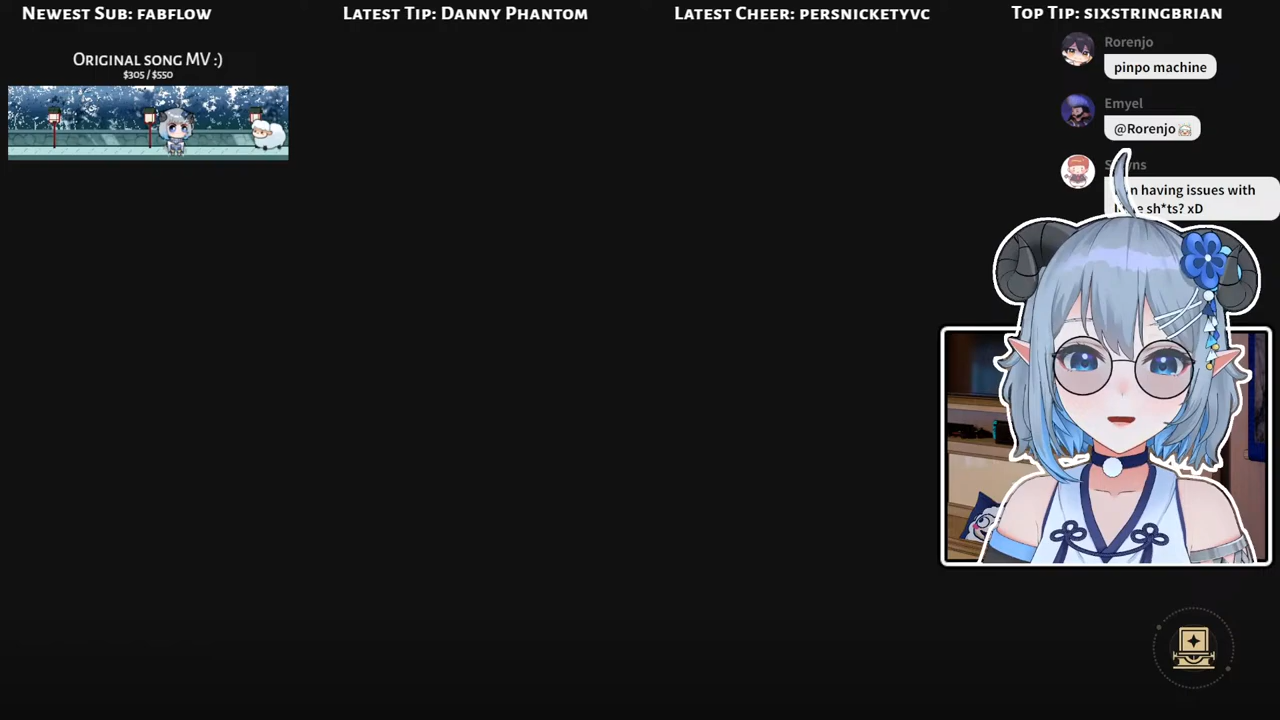 Newest Sub: fabflow
Latest Tip: Danny Phantom
Latest Cheer: persnicketyvc
Top Tip: sixstringbrian
Original song MV :)
$305 / $550
Rorenjo
pinpo machine
Emyel
@Rorenjo
having issues with
sh*ts? xD